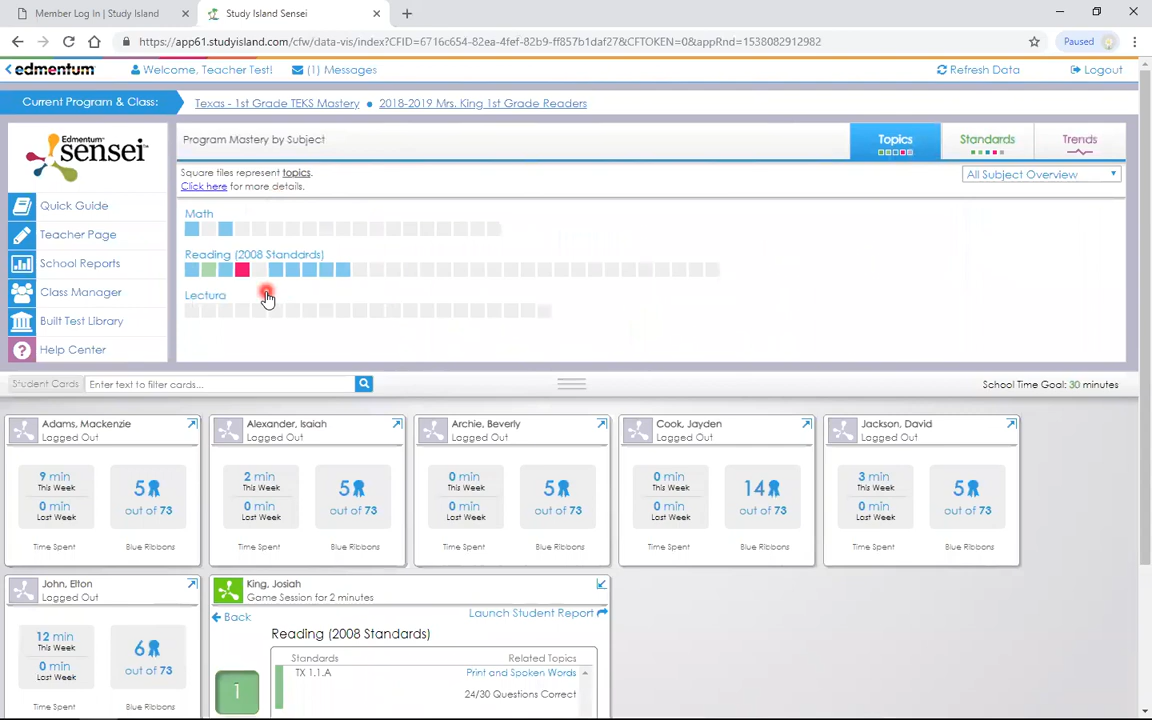 Member Log In | Study Island
Study Island Sensei
https://app61.studyisland.com/cfw/data-vis/index?CFID=6716c654-82ea-4fef-82b9-ff857b1daf27&CFTOKEN=0&appRnd=1538082912982
Paused
edmentum
Welcome, Teacher Test!
(1) Messages
Refresh Data
Logout
Current Program & Class:
Texas - 1st Grade TEKS Mastery
2018-2019 Mrs. King 1st Grade Readers
Edmentum
sensei
Program Mastery by Subject
Topics
Standards
Trends
Square tiles represent topics.
Click here for more details.
All Subject Overview
Quick Guide
Teacher Page
School Reports
Class Manager
Built Test Library
Help Center
Math
Reading (2008 Standards)
Lectura
Student Cards
Enter text to filter cards...
School Time Goal: 30 minutes
Adams, Mackenzie
Logged Out
9 min
This Week
0 min
Last Week
5
out of 73
Time Spent
Blue Ribbons
Alexander, Isaiah
Logged Out
2 min
This Week
0 min
Last Week
5
out of 73
Time Spent
Blue Ribbons
Archie, Beverly
Logged Out
0 min
This Week
0 min
Last Week
5
out of 73
Time Spent
Blue Ribbons
Cook, Jayden
Logged Out
0 min
This Week
0 min
Last Week
14
out of 73
Time Spent
Blue Ribbons
Jackson, David
Logged Out
3 min
This Week
0 min
Last Week
5
out of 73
Time Spent
Blue Ribbons
John, Elton
Logged Out
12 min
This Week
0 min
Last Week
6
out of 73
Time Spent
Blue Ribbons
King, Josiah
Game Session for 2 minutes
Back
Launch Student Report
Reading (2008 Standards)
Standards
Related Topics
1
TX 1.1.A
Print and Spoken Words
24/30 Questions Correct